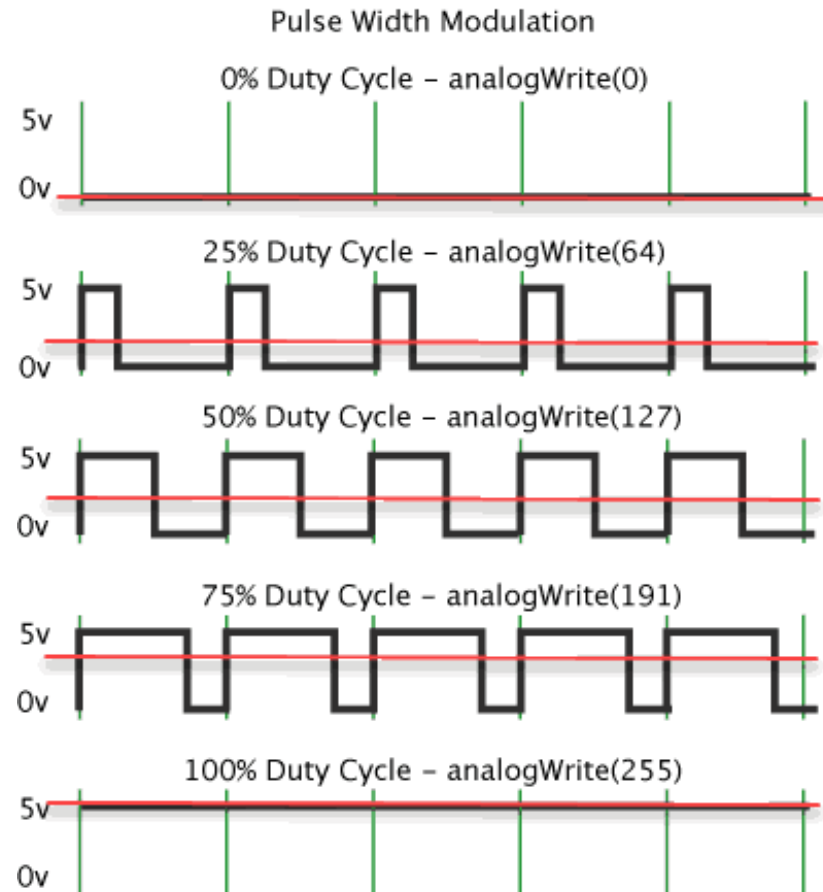 Pulse Width Modulation
0% Duty Cycle – analogWrite(0)
5v
0v
25% Duty Cycle – analogWrite(64)
5v
0v
50% Duty Cycle – analogWrite(127)
5v
0v
75% Duty Cycle – analogWrite(191)
5v
0v
100% Duty Cycle – analogWrite(255)
5v
0v